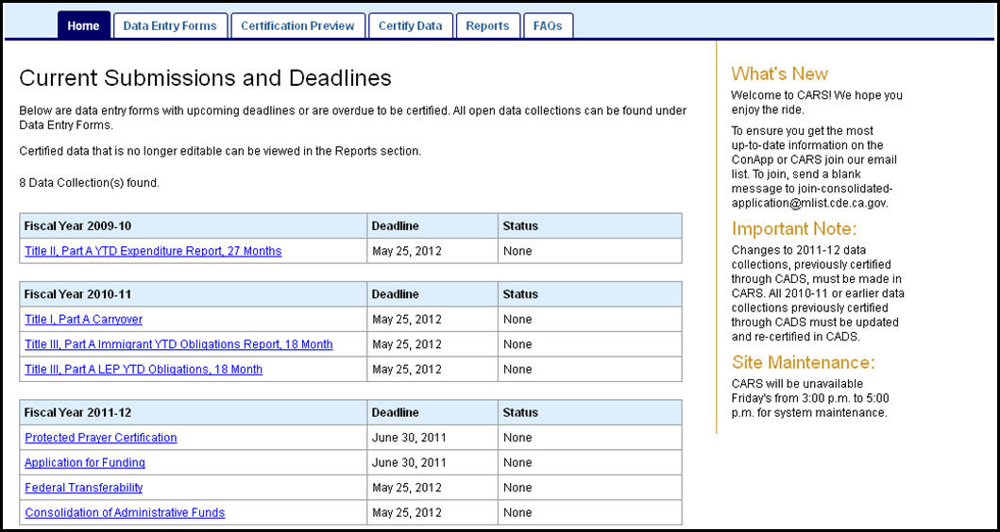 Home Data Entry Forms Certification Preview Certify Data Reports FAQs
Current Submissions and Deadlines
Below are data entry forms with upcoming deadlines or are overdue to be certified. All open data collections can be found under
Data Entry Forms.
Certified data that is no longer editable can be viewed in the Reports section.
8 Data Collection(s) found.
Fiscal Year 2009-10 Deadline Status
Title II, Part A YTD Expenditure Report, 27 Months May 25, 2012 None
Fiscal Year 2010-11 Deadline Status
Title I, Part A Carryover May 25, 2012 None
Title III, Part A Immigrant YTD Obligations Report, 18 Month May 25, 2012 None
Title III, Part A LEP YTD Obligations, 18 Month May 25, 2012 None
Fiscal Year 2011-12 Deadline Status
Protected Prayer Certification June 30, 2011 None
Application for Funding June 30, 2011 None
Federal Transferability May 25, 2012 None
Consolidation of Administrative Funds May 25, 2012 None
What's New
Welcome to CARS! We hope you
enjoy the ride.
To ensure you get the most
up-to-date information on the
ConApp or CARS join our email
list. To join, send a blank
message to join-consolidated-
application@mlist.cde.ca.gov.
Important Note:
Changes to 2011-12 data
collections, previously certified
through CADS, must be made in
CARS. All 2010-11 or earlier data
collections previously certified
through CADS must be updated
and re-certified in CADS.
Site Maintenance:
CARS will be unavailable
Friday's from 3:00 p.m. to 5:00
p.m. for system maintenance.